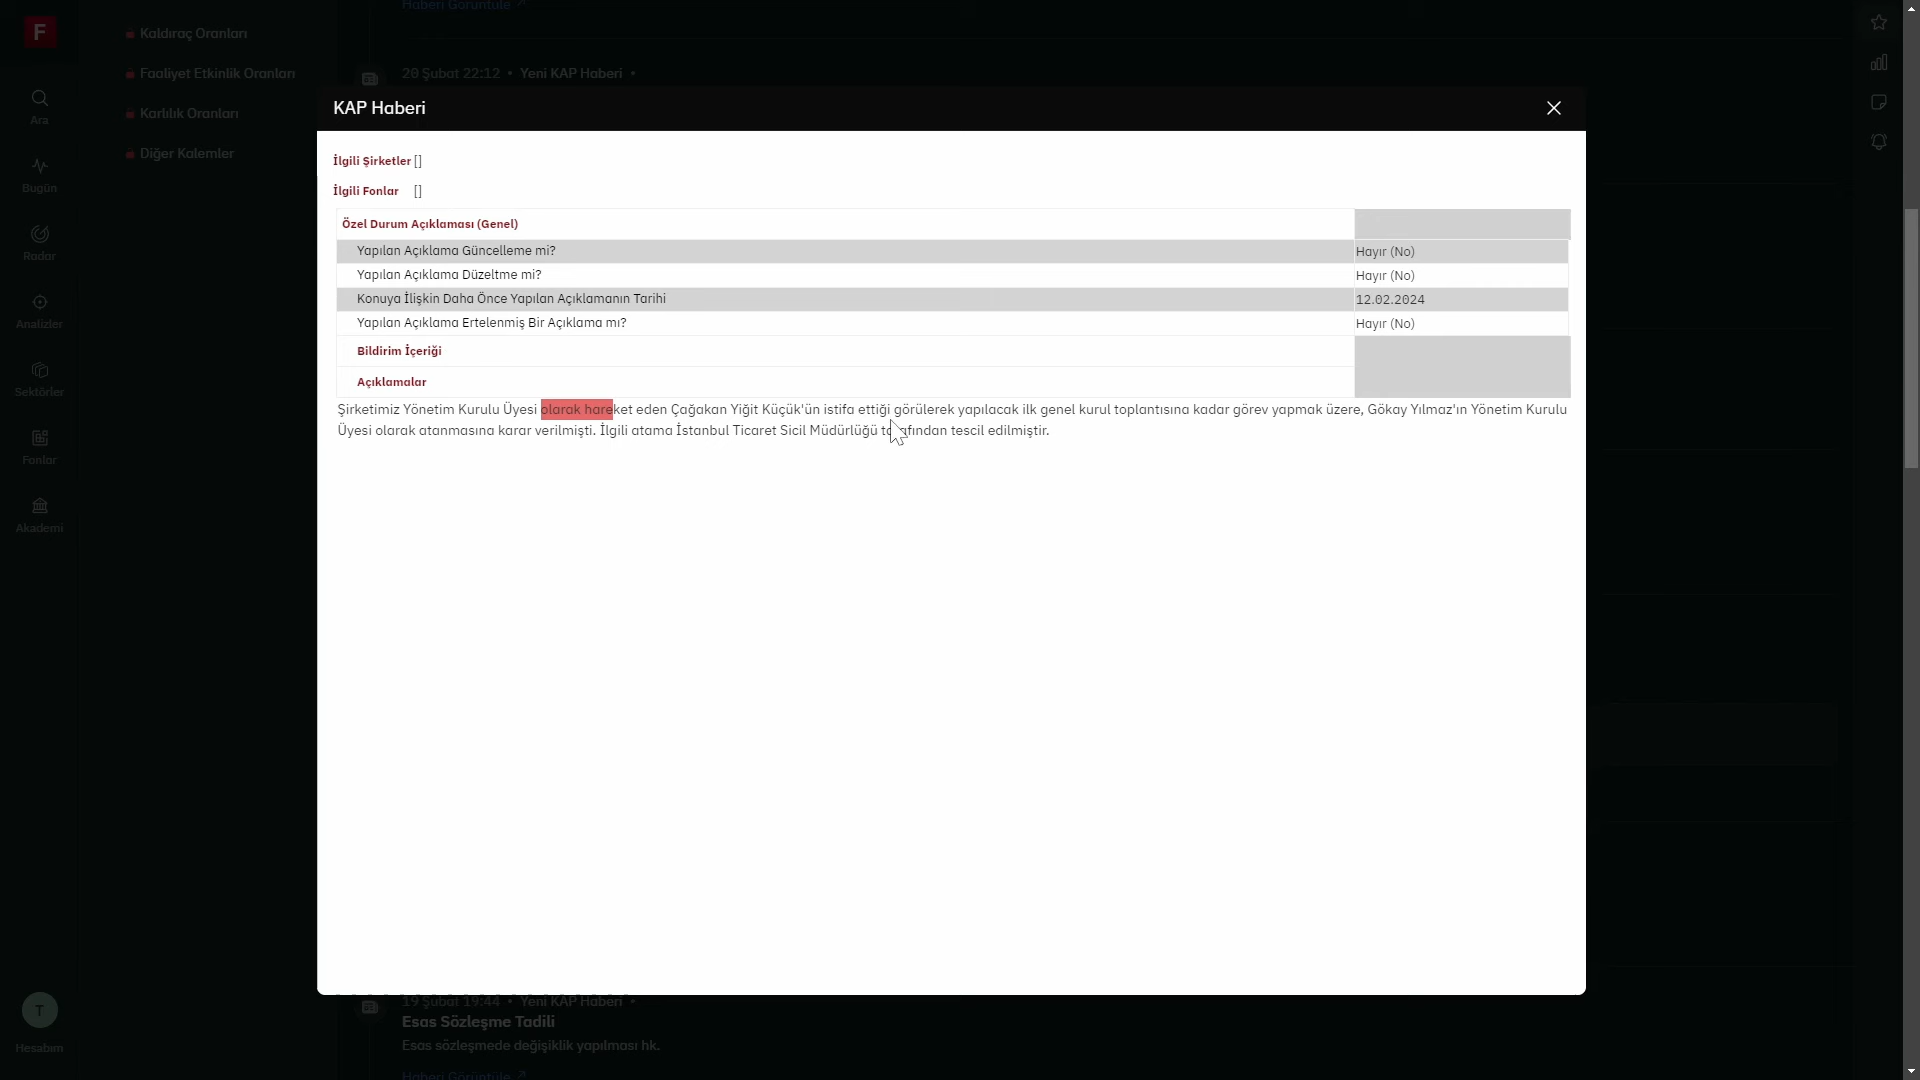 Haberi Görüntüle
F
Kaldıraç Oranları
Faaliyet Etkinlik Oranları
20 Şubat 22:12 • Yeni KAP Haberi •
Ara
Karlılık Oranları
KAP Haberi
Diğer Kalemler
İlgili Şirketler []
Bugün
İlgili Fonlar []
Özel Durum Açıklaması (Genel)
Yapılan Açıklama Güncelleme mi? Hayır (No)
Radar
Yapılan Açıklama Düzeltme mi? Hayır (No)
Konuya İlişkin Daha Önce Yapılan Açıklamanın Tarihi 12.02.2024
Analizler
Yapılan Açıklama Ertelenmiş Bir Açıklama mı? Hayır (No)
Bildirim İçeriği
Açıklamalar
Sektörler
Şirketimiz Yönetim Kurulu Üyesi olarak hareket eden Çağakan Yiğit Küçük'ün istifa ettiği görülerek yapılacak ilk genel kurul toplantısına kadar görev yapmak üzere, Gökay Yılmaz'ın Yönetim Kurulu
Üyesi olarak atanmasına karar verilmişti. İlgili atama İstanbul Ticaret Sicil Müdürlüğü tarafından tescil edilmiştir.
Fonlar
Akademi
19 Şubat 19:44 • Yeni KAP Haberi •
T
Esas Sözleşme Tadili
Hesabım
Esas sözleşmede değişiklik yapılması hk.
Haberi Görüntüle